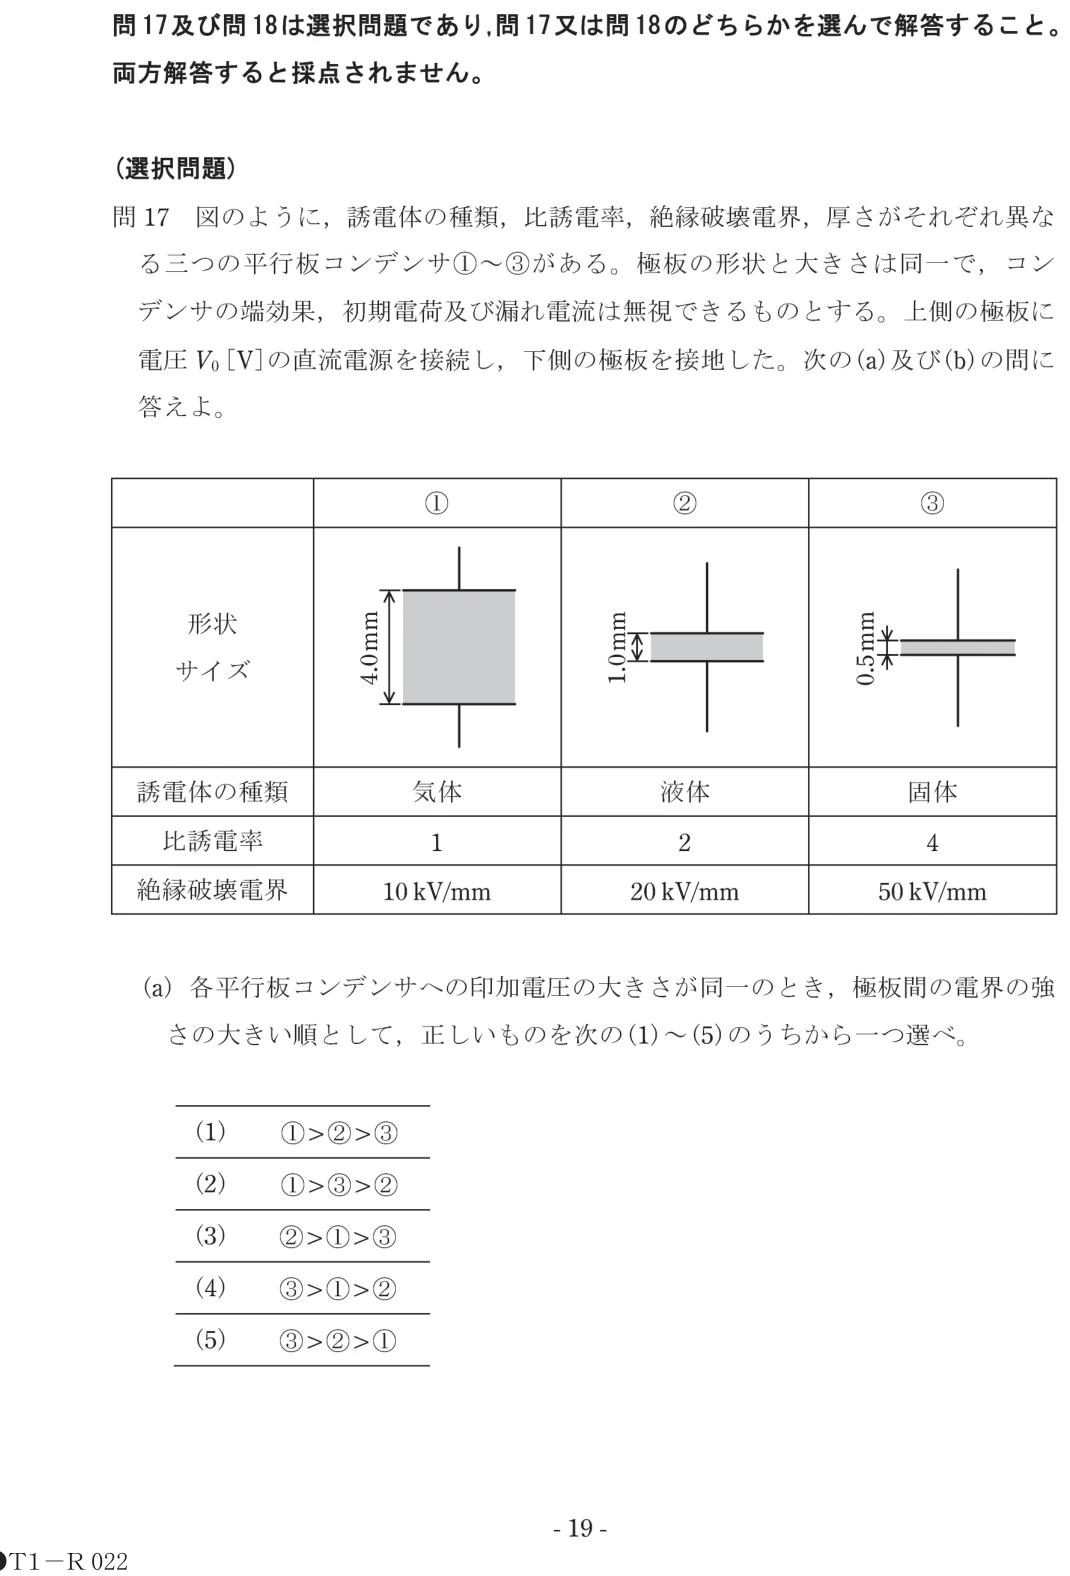 問17及び問18は選択問題であり,問17又は問18のどちらかを選んで解答すること。
両方解答すると採点されません。
(選択問題)
問17 図のように，誘電体の種類，比誘電率，絶縁破壊電界，厚さがそれぞれ異な
る三つの平行板コンデンサ①～③がある。極板の形状と大きさは同一で，コン
デンサの端効果，初期電荷及び漏れ電流は無視できるものとする。上側の極板に
電圧 V₀ [V]の直流電源を接続し，下側の極板を接地した。次の(a)及び(b)の問に
答えよ。
① ② ③
形状
サイズ
4.0mm
1.0mm
0.5mm
誘電体の種類 気体 液体 固体
比誘電率 1 2 4
絶縁破壊電界 10 kV/mm 20 kV/mm 50 kV/mm
(a) 各平行板コンデンサへの印加電圧の大きさが同一のとき，極板間の電界の強
さの大きい順として，正しいものを次の(1)～(5)のうちから一つ選べ。
(1) ①>②>③
(2) ①>③>②
(3) ②>①>③
(4) ③>①>②
(5) ③>②>①
- 19 -
●T1－R 022